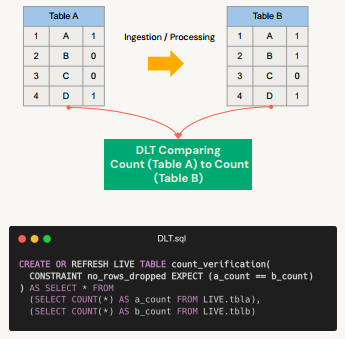 Table A
1 A 1
2 B 0
3 C 0
4 D 1
Ingestion / Processing
Table B
1 A 1
2 B 1
3 C 0
4 D 1
DLT Comparing
Count (Table A) to Count
(Table B)
DLT.sql
CREATE OR REFRESH LIVE TABLE count_verification(
CONSTRAINT no_rows_dropped EXPECT (a_count == b_count)
) AS SELECT * FROM
(SELECT COUNT(*) AS a_count FROM LIVE.tbla),
(SELECT COUNT(*) AS b_count FROM LIVE.tblb)